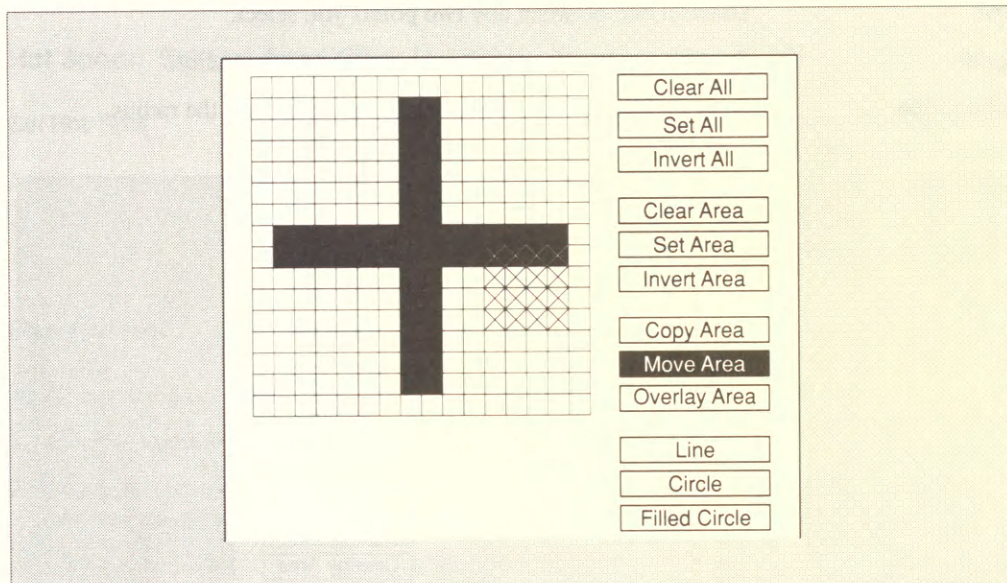 Clear All
Set All
Invert All
Clear Area
Set Area
Invert Area
Copy Area
Move Area
Overlay Area
Line
Circle
Filled Circle